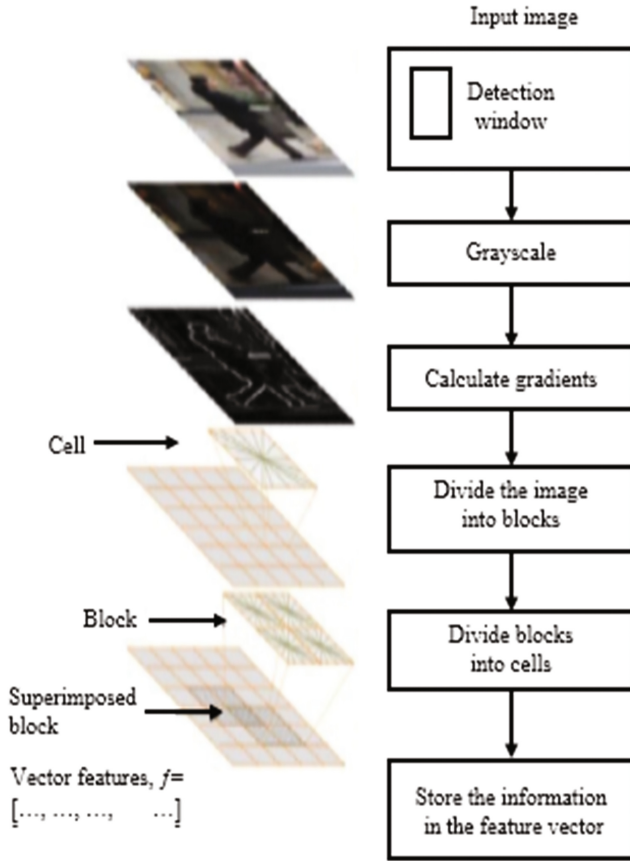 Input image
Detection
window
Grayscale
Calculate gradients
Cell
Divide the image
into blocks
Block
Divide blocks
into cells
Superimposed
block
Vector features, f=
[…, …, …, …]
Store the information
in the feature vector